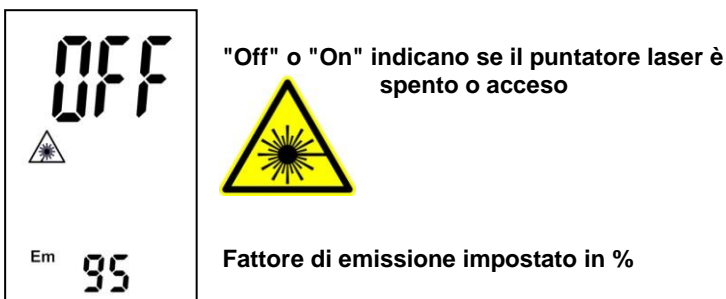 OFF
"Off" o "On" indicano se il puntatore laser è
spento o acceso
Em 95
Fattore di emissione impostato in %